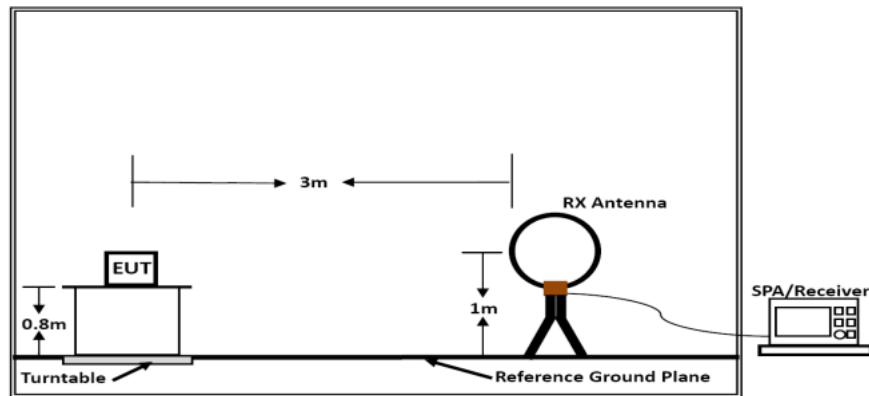 3m
RX Antenna
EUT
SPA/Receiver
0.8m
1m
Turntable
Reference Ground Plane